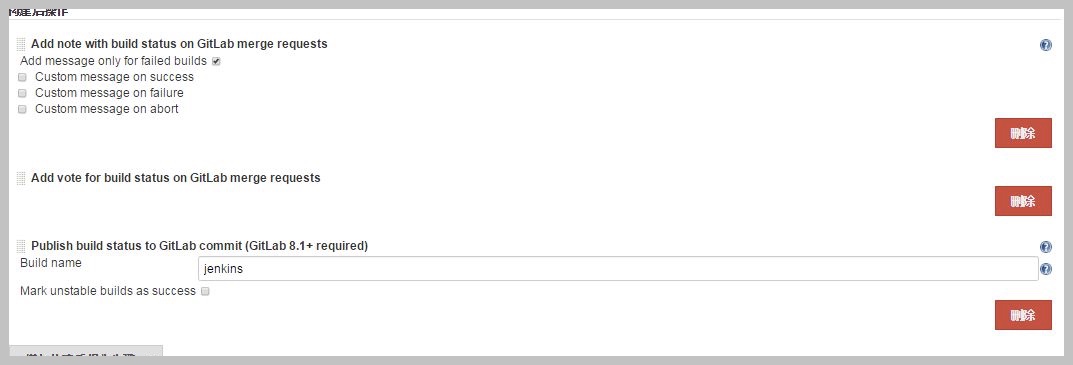 Add note with build status on GitLab merge requests
Add message only for failed builds
Custom message on success
Custom message on failure
Custom message on abort
删除
Add vote for build status on GitLab merge requests
删除
Publish build status to GitLab commit (GitLab 8.1+ required)
Build name
jenkins
Mark unstable builds as success
删除